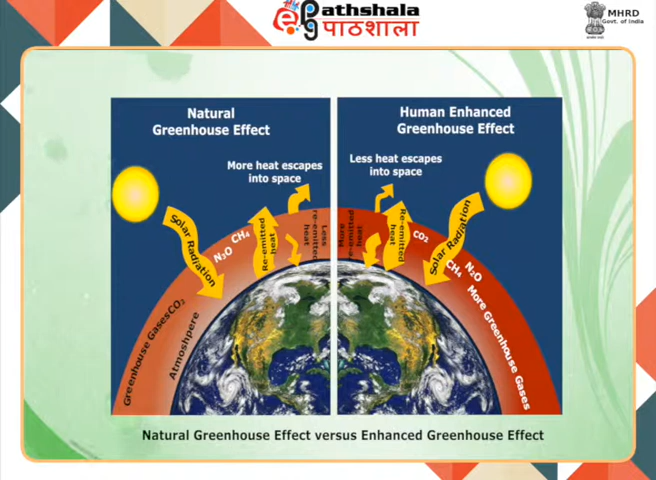 Pathshala
पाठशाला
MHRD
Govt. of India
Natural
Greenhouse Effect
More heat escapes
into space
Solar Radiation
N₂O
CH₄
Re-emitted
heat
Less
re-emitted
heat
Greenhouse Gases
CO₂
Atmoshpere
Human Enhanced
Greenhouse Effect
Less heat escapes
into space
More
re-emitted
heat
Re-emitted
heat
CO₂
Solar Radiation
CH₄
N₂O
More Greenhouse Gases
Natural Greenhouse Effect versus Enhanced Greenhouse Effect